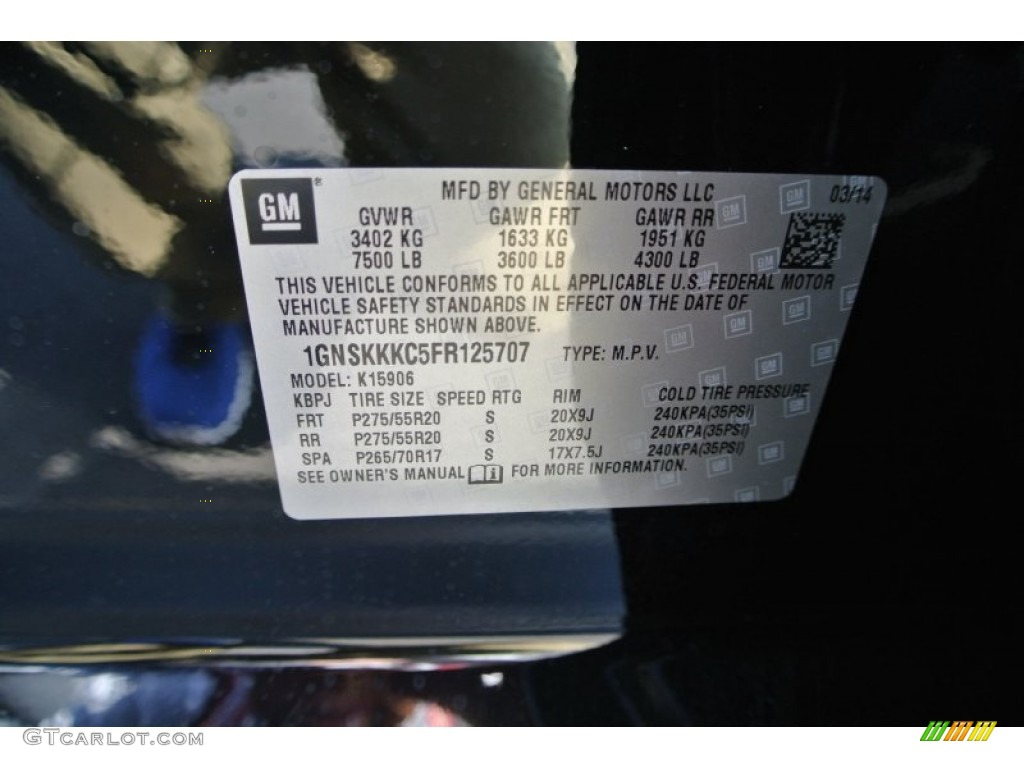 GM ® MFD BY GENERAL MOTORS LLC 03/14
GVWR GAWR FRT GAWR RR
3402 KG 1633 KG 1951 KG
7500 LB 3600 LB 4300 LB
THIS VEHICLE CONFORMS TO ALL APPLICABLE U.S. FEDERAL MOTOR
VEHICLE SAFETY STANDARDS IN EFFECT ON THE DATE OF
MANUFACTURE SHOWN ABOVE.
1GNSKKKC5FR125707 TYPE: M.P.V.
MODEL: K15906
KBPJ TIRE SIZE SPEED RTG RIM COLD TIRE PRESSURE
FRT P275/55R20 S 20X9J 240KPA(35PSI)
RR P275/55R20 S 20X9J 240KPA(35PSI)
SPA P265/70R17 S 17X7.5J 240KPA(35PSI)
SEE OWNER'S MANUAL FOR MORE INFORMATION.
GTcarlot.com